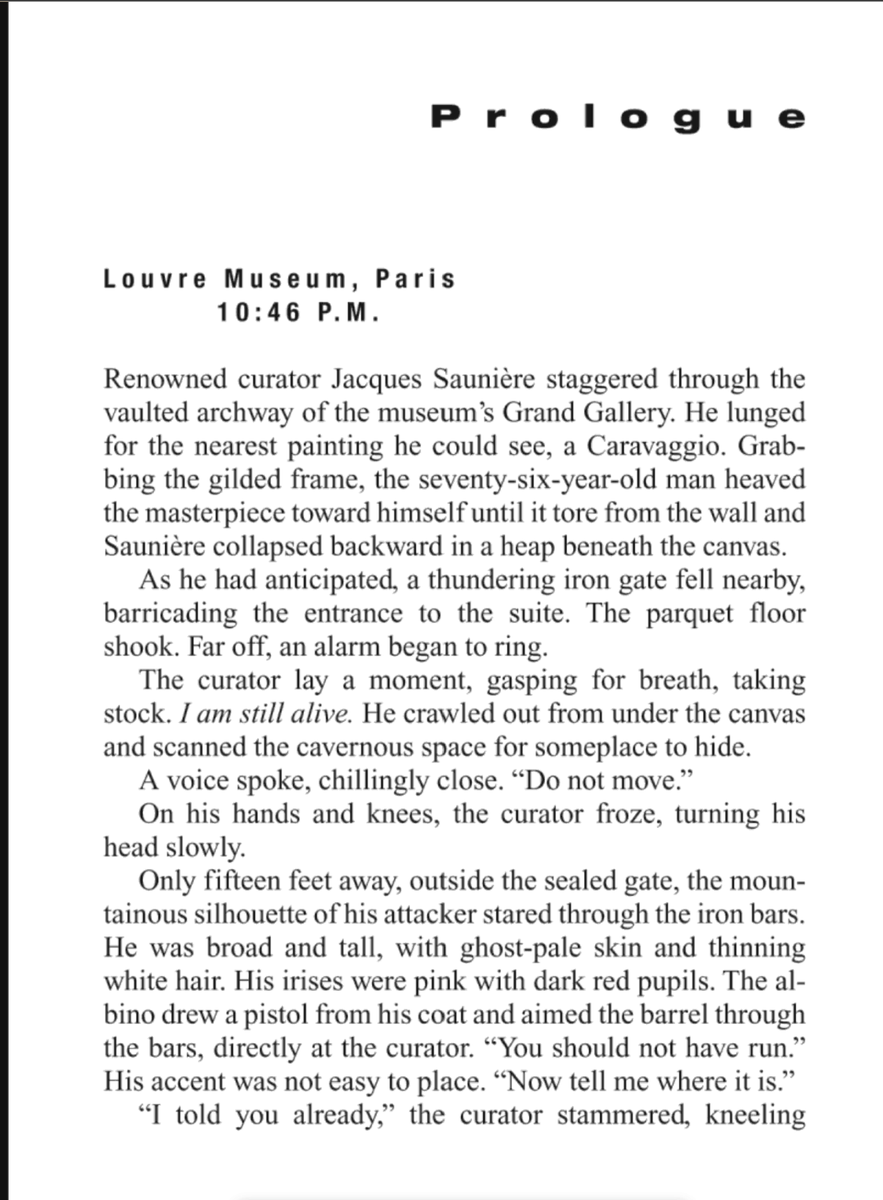 Prologue
Louvre Museum, Paris
10:46 P.M.
Renowned curator Jacques Saunière staggered through the
vaulted archway of the museum’s Grand Gallery. He lunged
for the nearest painting he could see, a Caravaggio. Grab-
bing the gilded frame, the seventy-six-year-old man heaved
the masterpiece toward himself until it tore from the wall and
Saunière collapsed backward in a heap beneath the canvas.
As he had anticipated, a thundering iron gate fell nearby,
barricading the entrance to the suite. The parquet floor
shook. Far off, an alarm began to ring.
The curator lay a moment, gasping for breath, taking
stock. I am still alive. He crawled out from under the canvas
and scanned the cavernous space for someplace to hide.
A voice spoke, chillingly close. “Do not move.”
On his hands and knees, the curator froze, turning his
head slowly.
Only fifteen feet away, outside the sealed gate, the moun-
tainous silhouette of his attacker stared through the iron bars.
He was broad and tall, with ghost-pale skin and thinning
white hair. His irises were pink with dark red pupils. The al-
bino drew a pistol from his coat and aimed the barrel through
the bars, directly at the curator. “You should not have run.”
His accent was not easy to place. “Now tell me where it is.”
“I told you already,” the curator stammered, kneeling